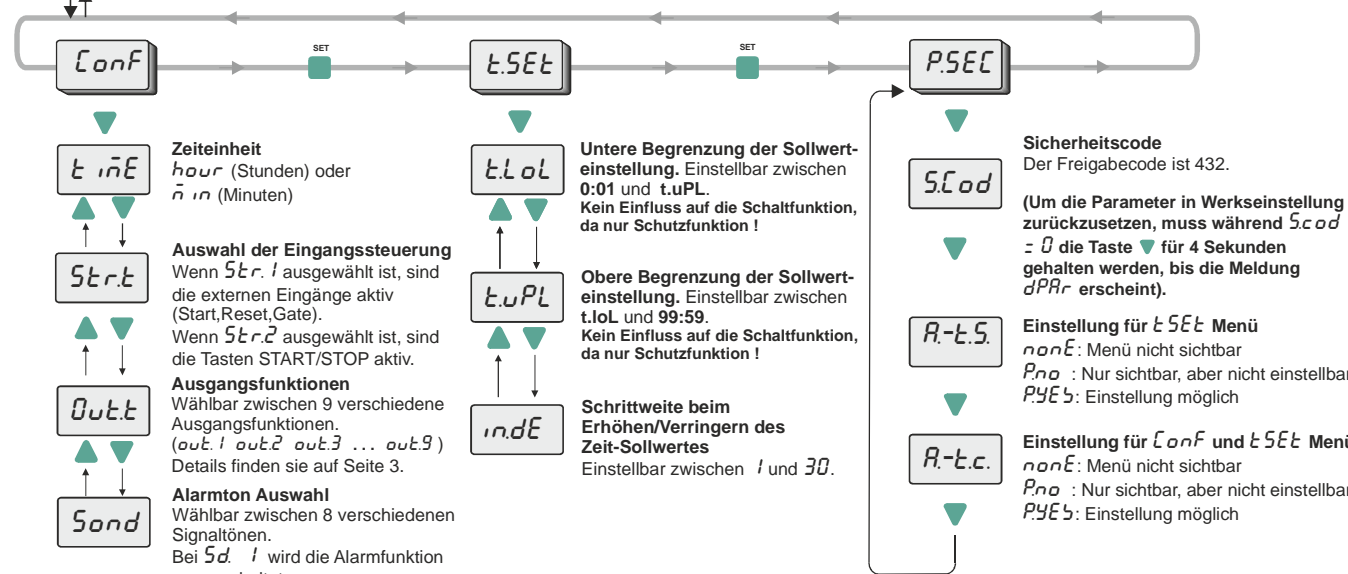 ConF
SET
t.SEt
SET
P.SEC
t imE
Zeiteinheit
hour (Stunden) oder
min (Minuten)
Str.t
Auswahl der Eingangssteuerung
Wenn Str.1 ausgewählt ist, sind
die externen Eingänge aktiv
(Start,Reset,Gate).
Wenn Str.2 ausgewählt ist, sind
die Tasten START/STOP aktiv.
Out.t
Ausgangsfunktionen
Wählbar zwischen 9 verschiedene
Ausgangsfunktionen.
(out.1 out.2 out.3 ... out.9 )
Details finden sie auf Seite 3.
Sond
Alarmton Auswahl
Wählbar zwischen 8 verschiedenen
Signaltönen.
Bei Sd. 1 wird die Alarmfunktion
t.LoL
Untere Begrenzung der Sollwert-
einstellung. Einstellbar zwischen
0:01 und t.uPL.
Kein Einfluss auf die Schaltfunktion,
da nur Schutzfunktion !
t.uPL
Obere Begrenzung der Sollwert-
einstellung. Einstellbar zwischen
t.loL und 99:59.
Kein Einfluss auf die Schaltfunktion,
da nur Schutzfunktion !
in.dE
Schrittweite beim
Erhöhen/Verringern des
Zeit-Sollwertes
Einstellbar zwischen 1 und 30.
S.Cod
Sicherheitscode
Der Freigabecode ist 432.
(Um die Parameter in Werkseinstellung
zurückzusetzen, muss während S.cod
= 0 die Taste ▼ für 4 Sekunden
gehalten werden, bis die Meldung
dPAr erscheint).
A.-t.S.
Einstellung für t SEt Menü
nonE: Menü nicht sichtbar
P.no : Nur sichtbar, aber nicht einstellbar
P.YES: Einstellung möglich
A.-t.c.
Einstellung für ConF und t SEt Menü
nonE: Menü nicht sichtbar
P.no : Nur sichtbar, aber nicht einstellbar
P.YES: Einstellung möglich